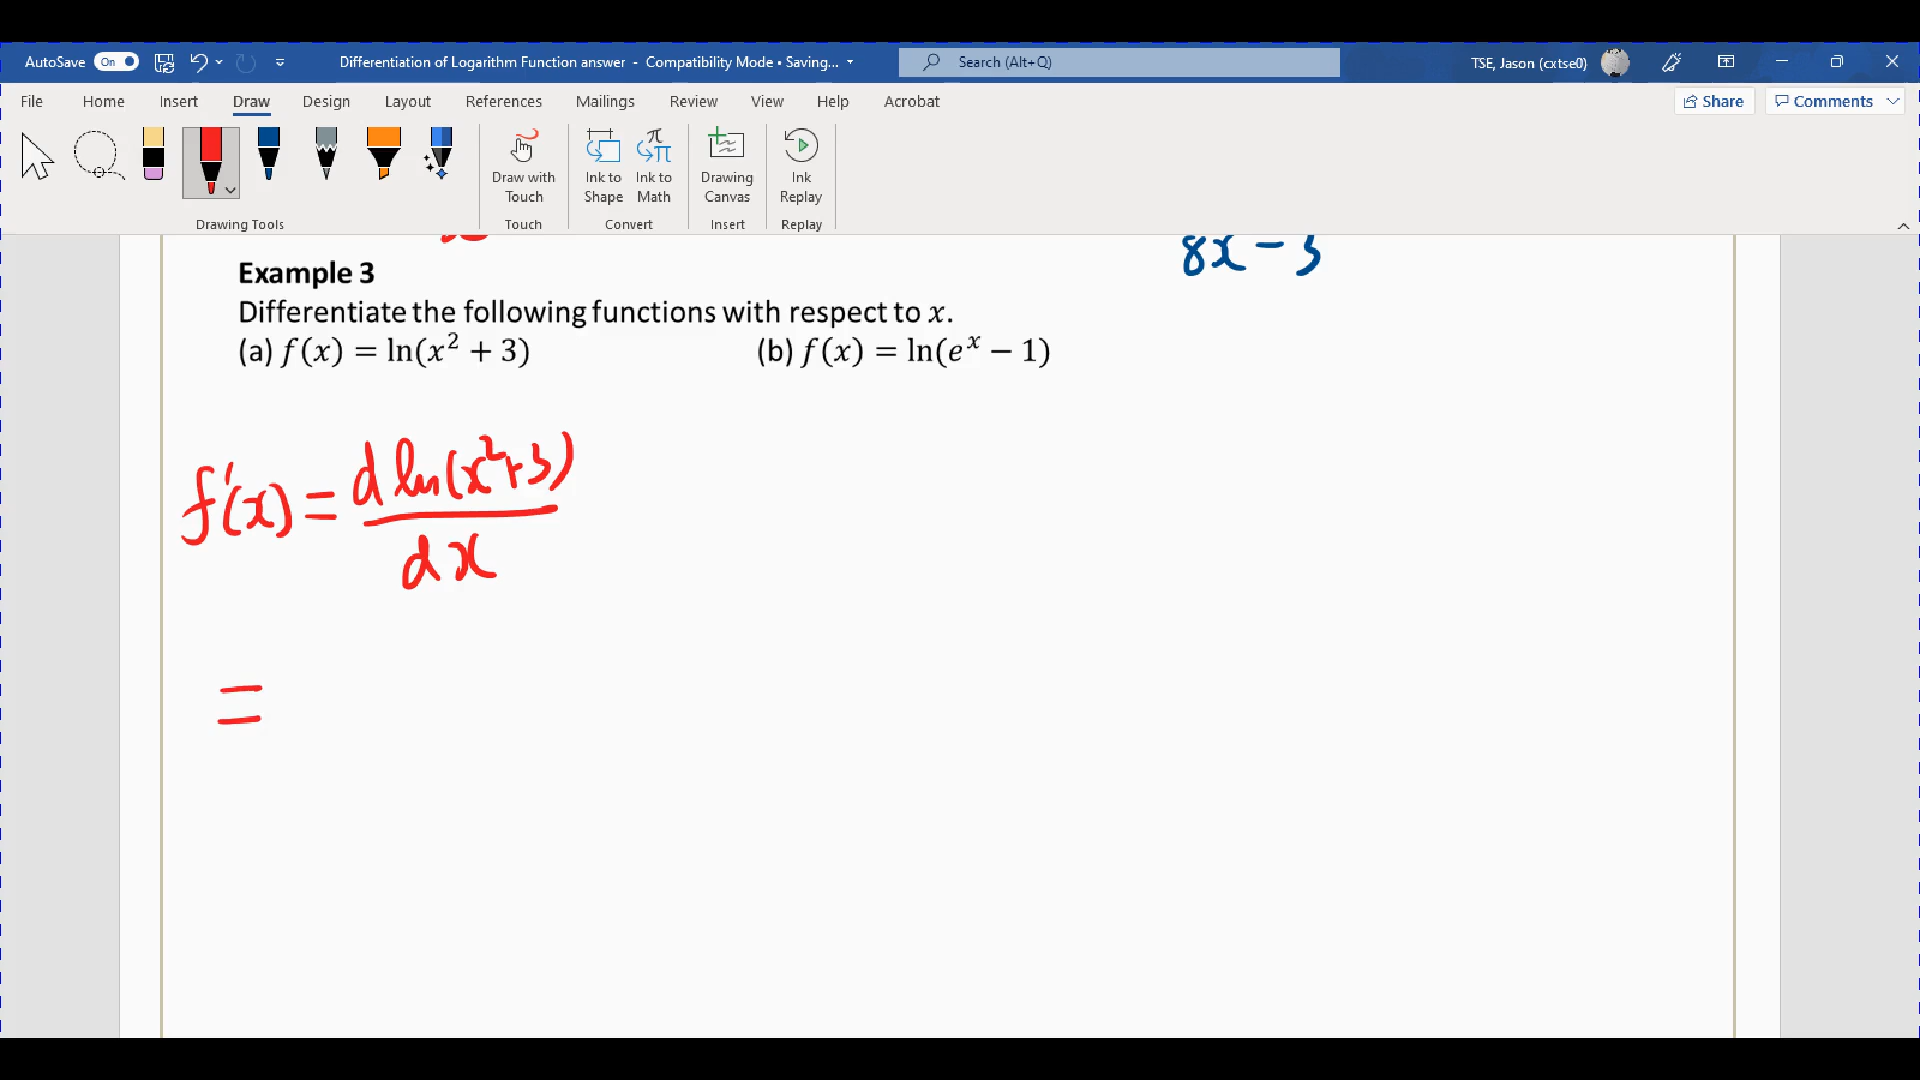 AutoSave On Differentiation of Logarithm Function answer - Compatibility Mode • Saving... Search (Alt+Q) TSE, Jason (cxtse0)
File Home Insert Draw Design Layout References Mailings Review View Help Acrobat Share Comments
Draw with Touch Ink to Shape Ink to Math Drawing Canvas Ink Replay
Drawing Tools Touch Convert Insert Replay
8x − 3
Example 3
Differentiate the following functions with respect to x.
(a) f(x) = ln(x² + 3) (b) f(x) = ln(eˣ − 1)
f'(x) = d ln(x²+3)
dx
=